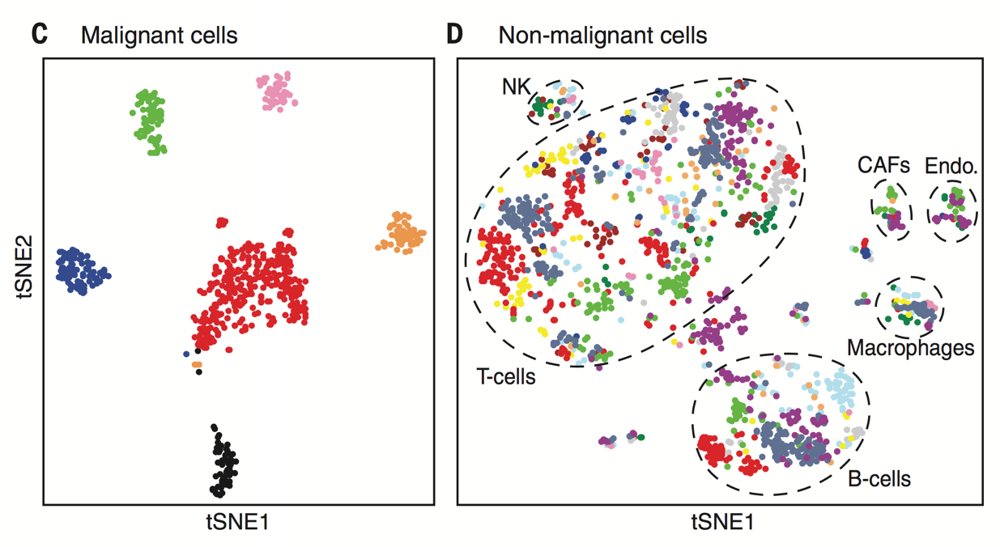 C Malignant cells
D Non-malignant cells
NK
CAFs Endo.
tSNE2
Macrophages
T-cells
B-cells
tSNE1
tSNE1